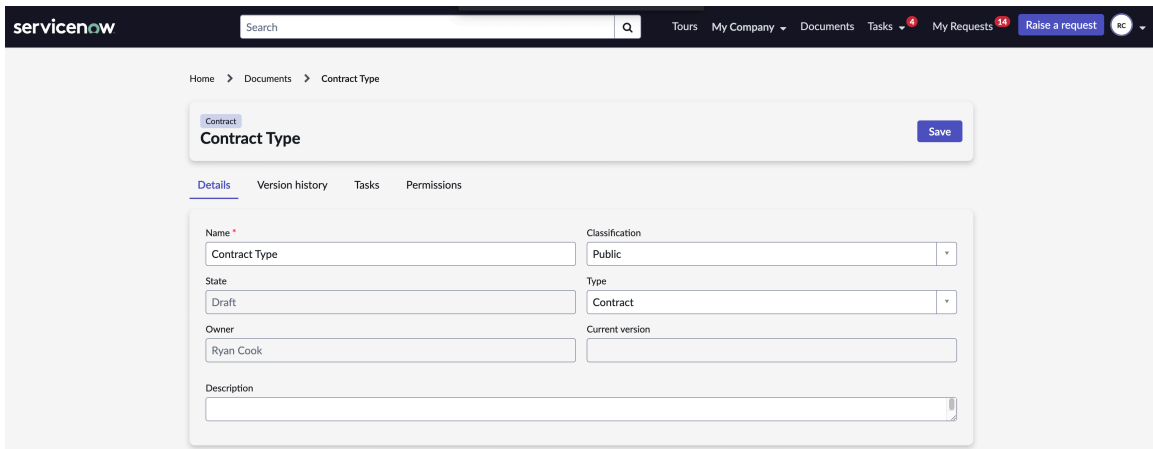 servicenow
Search
Tours My Company Documents Tasks 4 My Requests 14 Raise a request RC
Home > Documents > Contract Type
Contract
Contract Type
Save
Details Version history Tasks Permissions
Name * Classification
Contract Type Public
State Type
Draft Contract
Owner Current version
Ryan Cook
Description